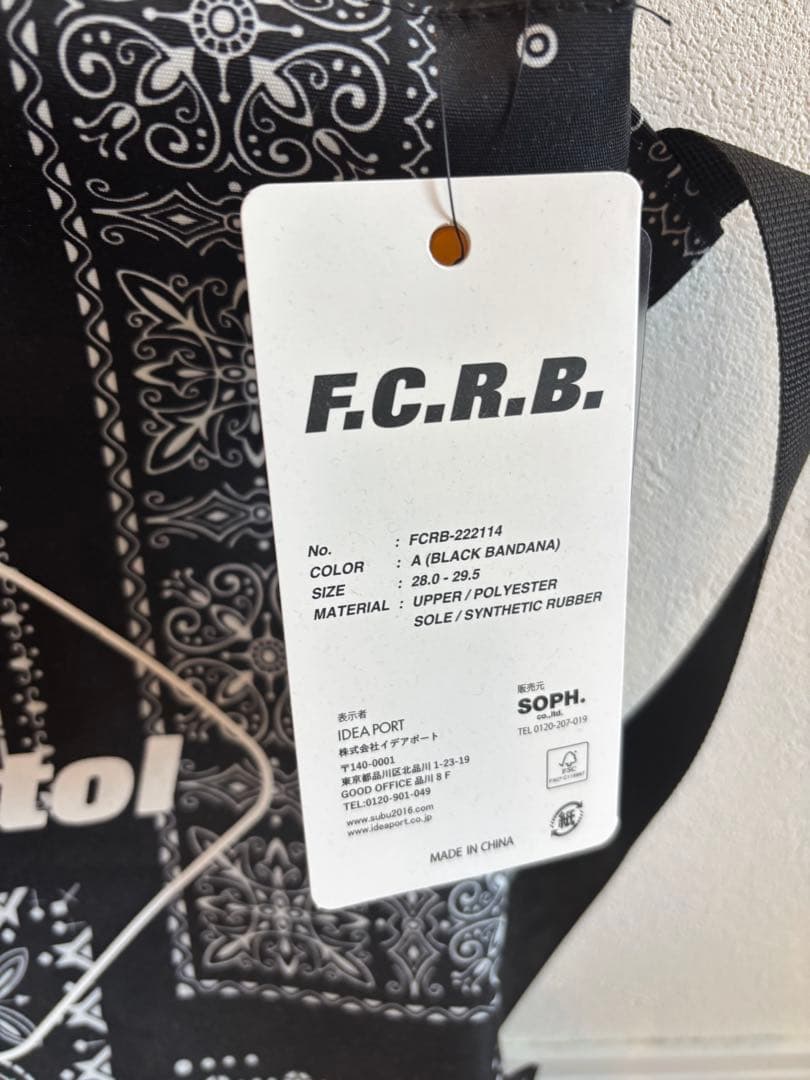 F.C.R.B.
No. : FCRB-222114
COLOR : A (BLACK BANDANA)
SIZE : 28.0 - 29.5
MATERIAL : UPPER / POLYESTER
SOLE / SYNTHETIC RUBBER
表示者
IDEA PORT
株式会社イデアポート
〒140-0001
東京都品川区北品川 1-23-19
GOOD OFFICE 品川 8 F
TEL:0120-901-049
www.subu2016.com
www.ideaport.co.jp
販売元
SOPH.
co.,ltd.
TEL 0120-207-019
FSC
紙
MADE IN CHINA
tol